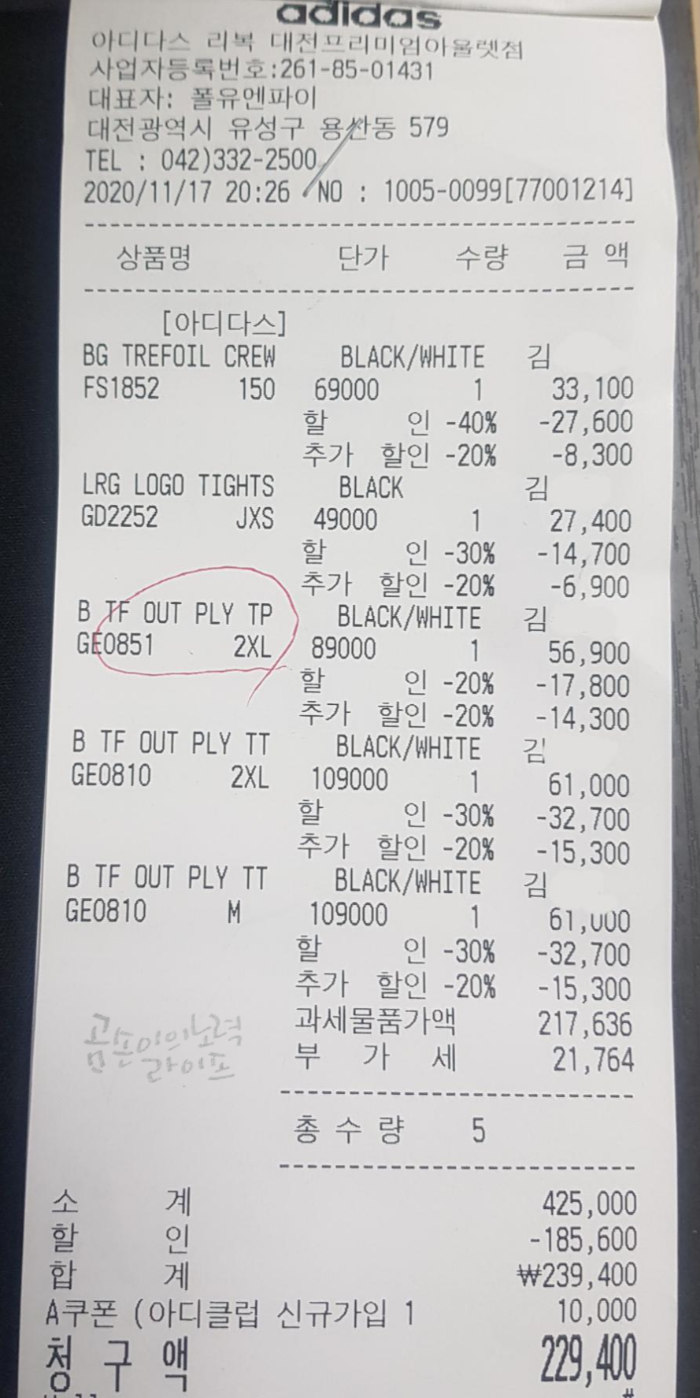 adidas
아디다스 리복 대전프리미엄아울렛점
사업자등록번호:261-85-01431
대표자: 폴유엔파이
대전광역시 유성구 용산동 579
TEL : 042)332-2500
2020/11/17 20:26 NO : 1005-0099[77001214]
상품명 단가 수량 금 액
[아디다스]
BG TREFOIL CREW BLACK/WHITE 김
FS1852 150 69000 1 33,100
할 인 -40% -27,600
추가 할인 -20% -8,300
LRG LOGO TIGHTS BLACK 김
GD2252 JXS 49000 1 27,400
할 인 -30% -14,700
추가 할인 -20% -6,900
B TF OUT PLY TP BLACK/WHITE 김
GE0851 2XL 89000 1 56,900
할 인 -20% -17,800
추가 할인 -20% -14,300
B TF OUT PLY TT BLACK/WHITE 김
GE0810 2XL 109000 1 61,000
할 인 -30% -32,700
추가 할인 -20% -15,300
B TF OUT PLY TT BLACK/WHITE 김
GE0810 M 109000 1 61,000
할 인 -30% -32,700
추가 할인 -20% -15,300
과세물품가액 217,636
부 가 세 21,764
곰손이의노력
라이프
총 수 량 5
소 계 425,000
할 인 -185,600
합 계 ₩239,400
A쿠폰 (아디클럽 신규가입 1 10,000
청 구 액 229,400